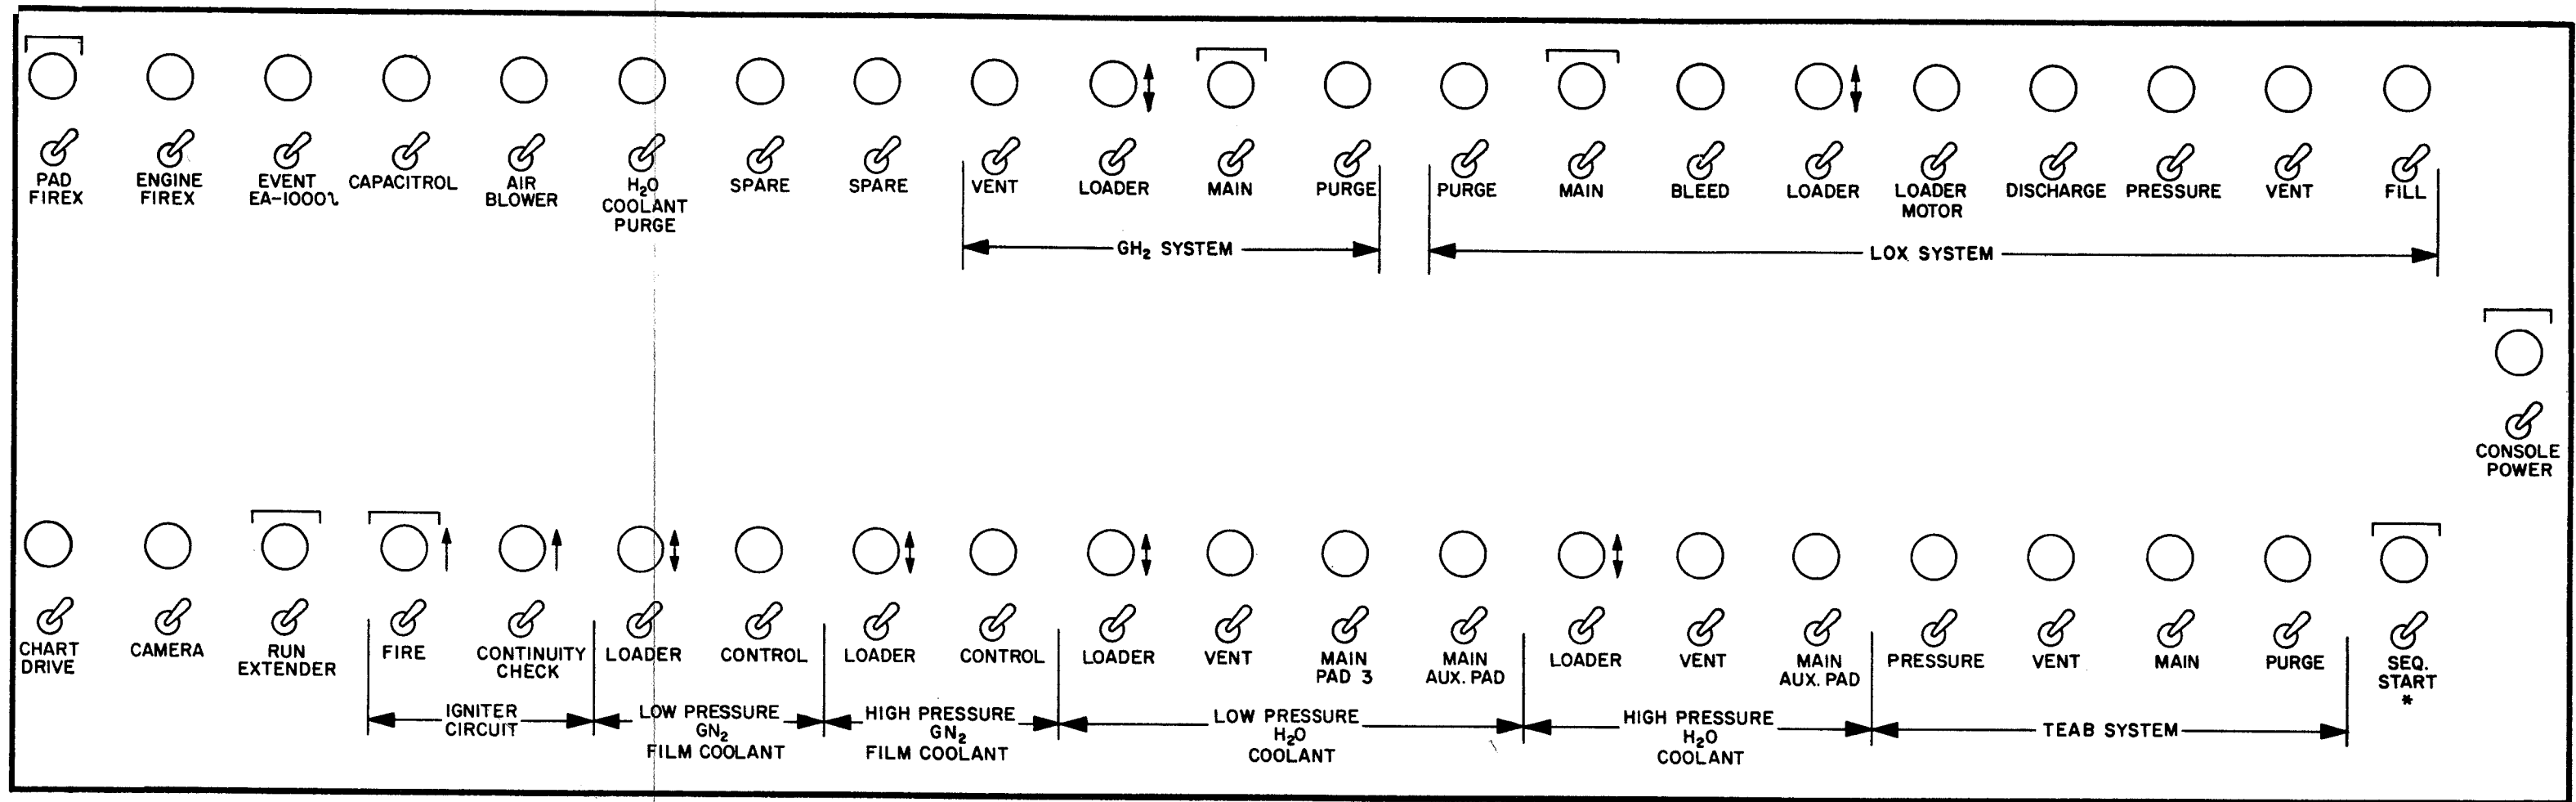 PAD
FIREX
ENGINE
FIREX
EVENT
EA-1000~
CAPACITROL
AIR
BLOWER
H₂O
COOLANT
PURGE
SPARE
SPARE
VENT
LOADER
MAIN
PURGE
GH₂ SYSTEM
PURGE
MAIN
BLEED
LOADER
LOADER
MOTOR
DISCHARGE
PRESSURE
VENT
FILL
LOX SYSTEM
CONSOLE
POWER
CHART
DRIVE
CAMERA
RUN
EXTENDER
FIRE
CONTINUITY
CHECK
IGNITER
CIRCUIT
LOADER
CONTROL
LOW PRESSURE
GN₂
FILM COOLANT
LOADER
CONTROL
HIGH PRESSURE
GN₂
FILM COOLANT
LOADER
VENT
MAIN
PAD 3
MAIN
AUX. PAD
LOW PRESSURE
H₂O
COOLANT
LOADER
VENT
MAIN
AUX. PAD
HIGH PRESSURE
H₂O
COOLANT
PRESSURE
VENT
MAIN
PURGE
TEAB SYSTEM
SEQ.
START
*